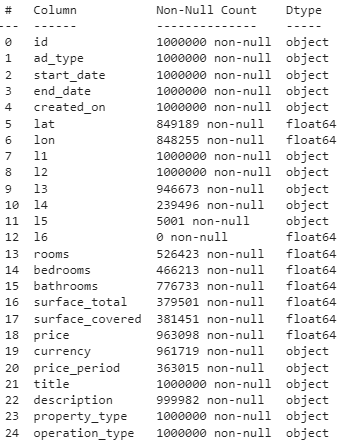 #   Column           Non-Null Count    Dtype
---  ------           --------------    -----
 0   id               1000000 non-null  object
 1   ad_type          1000000 non-null  object
 2   start_date       1000000 non-null  object
 3   end_date         1000000 non-null  object
 4   created_on       1000000 non-null  object
 5   lat              849189 non-null   float64
 6   lon              848255 non-null   float64
 7   l1               1000000 non-null  object
 8   l2               1000000 non-null  object
 9   l3               946673 non-null   object
 10  l4               239496 non-null   object
 11  l5               5001 non-null     object
 12  l6               0 non-null        float64
 13  rooms            526423 non-null   float64
 14  bedrooms         466213 non-null   float64
 15  bathrooms        776733 non-null   float64
 16  surface_total    379501 non-null   float64
 17  surface_covered  381451 non-null   float64
 18  price            963098 non-null   float64
 19  currency         961719 non-null   object
 20  price_period     363015 non-null   object
 21  title            1000000 non-null  object
 22  description      999982 non-null   object
 23  property_type    1000000 non-null  object
 24  operation_type   1000000 non-null  object